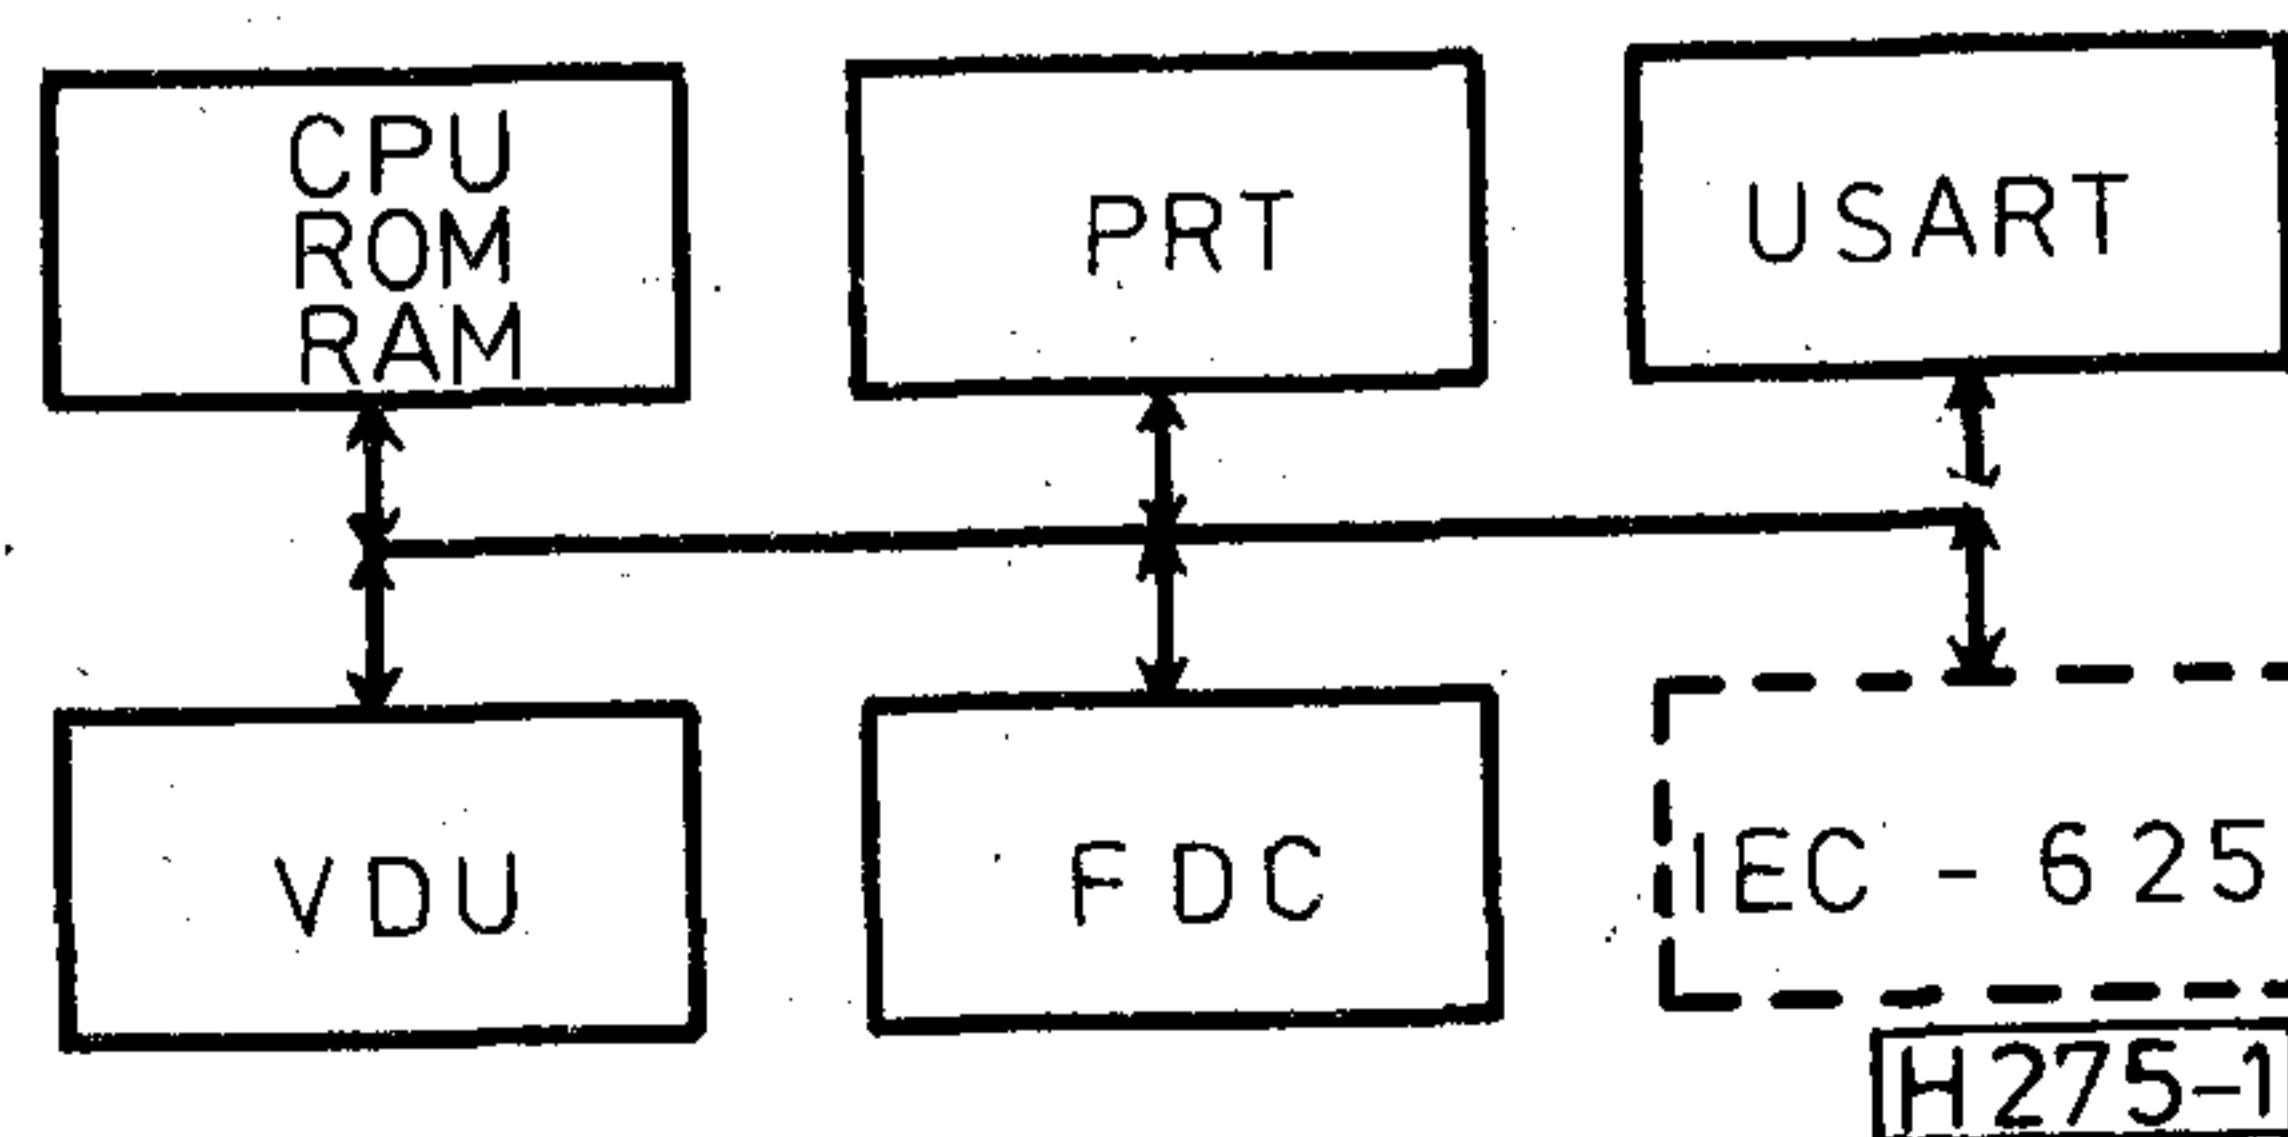 CPU
ROM
RAM
PRT
USART
VDU
FDC
IEC - 625
H275-1